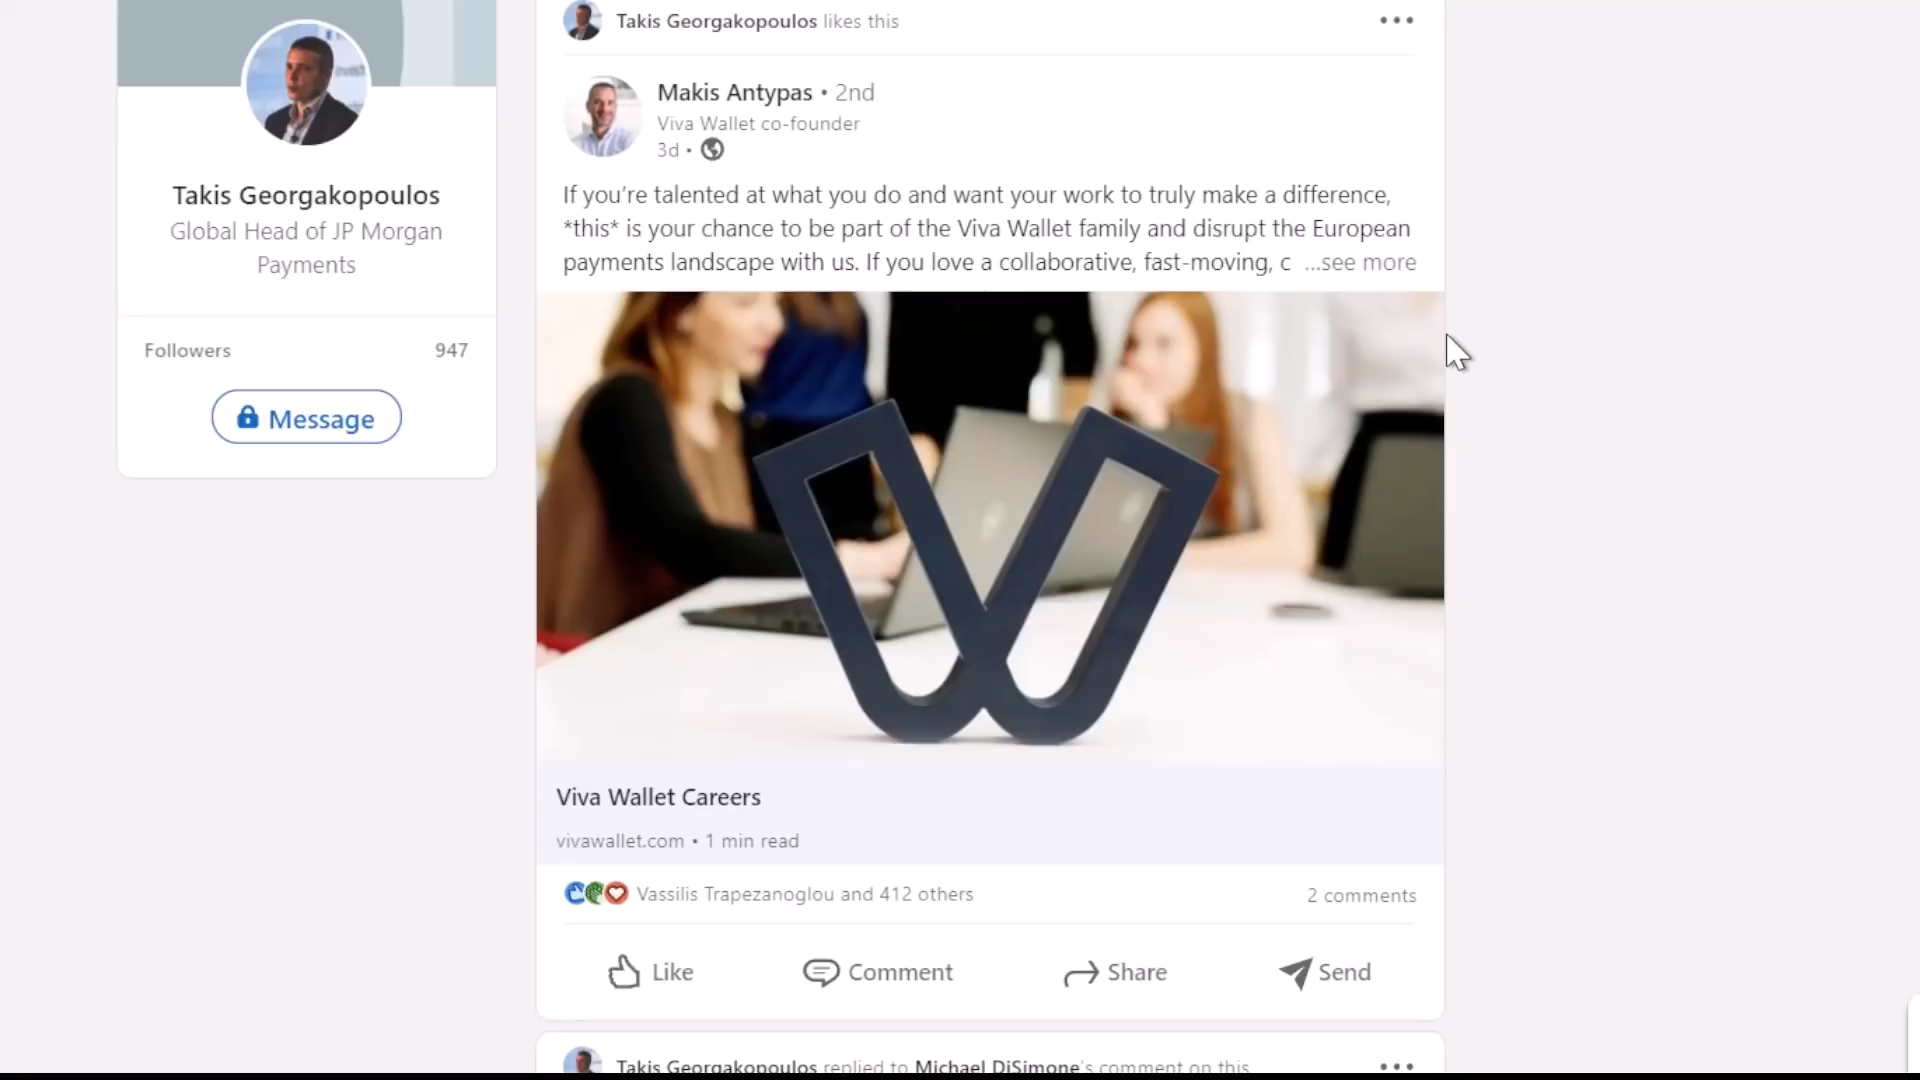 Takis Georgakopoulos likes this
Makis Antypas • 2nd
Viva Wallet co-founder
3d •
If you’re talented at what you do and want your work to truly make a difference,
*this* is your chance to be part of the Viva Wallet family and disrupt the European
payments landscape with us. If you love a collaborative, fast-moving, c ...see more
Takis Georgakopoulos
Global Head of JP Morgan
Payments
Followers 947
Message
Viva Wallet Careers
vivawallet.com • 1 min read
Vassilis Trapezanoglou and 412 others
2 comments
Like Comment Share Send
Takis Georgakopoulos replied to Michael DiSimone's comment on this